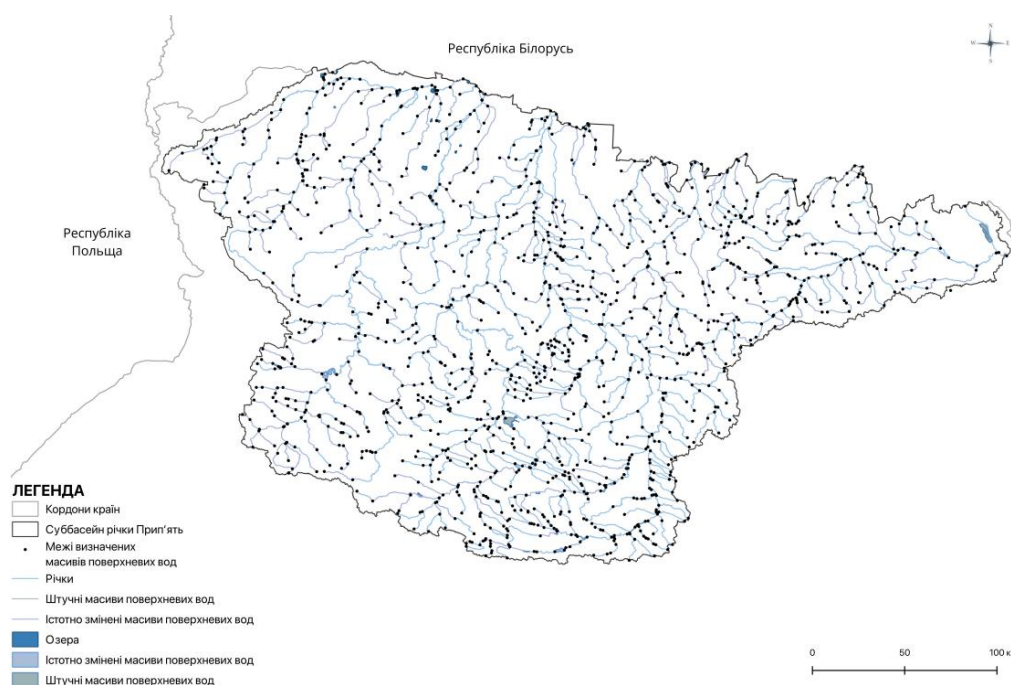 Республіка Білорусь
N
W E
S
Республіка
Польща
ЛЕГЕНДА
Кордони країн
Суббасейн річки Прип'ять
Межі визначених
масивів поверхневих вод
Річки
Штучні масиви поверхневих вод
Істотно змінені масиви поверхневих вод
Озера
Істотно змінені масиви поверхневих вод
Штучні масиви поверхневих вод
0 50 100 к